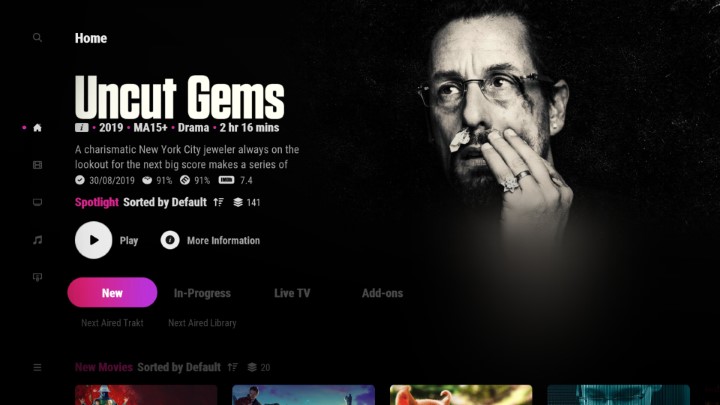 Home
Uncut Gems
• 2019 • MA15+ • Drama • 2 hr 16 mins
A charismatic New York City jeweler always on the
lookout for the next big score makes a series of
30/08/2019 91% 91% IMDb 7.4
Spotlight Sorted by Default 141
Play More Information
New In-Progress Live TV Add-ons
Next Aired Trakt Next Aired Library
New Movies Sorted by Default 20